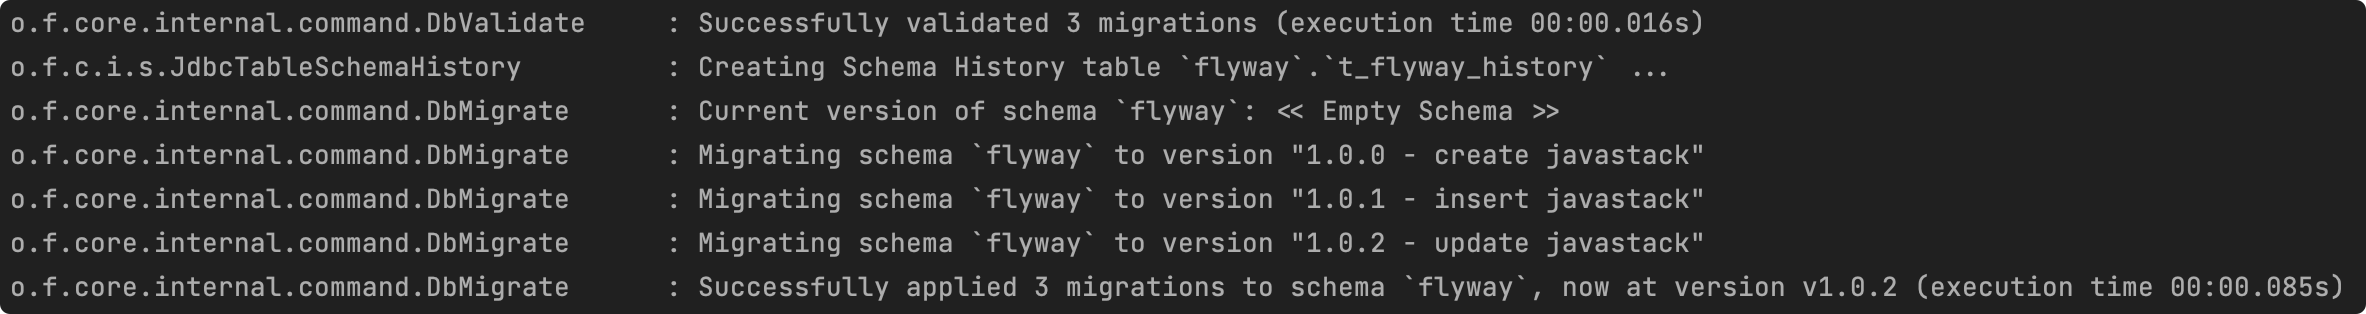 o.f.core.internal.command.DbValidate : Successfully validated 3 migrations (execution time 00:00.016s)
o.f.c.i.s.JdbcTableSchemaHistory : Creating Schema History table `flyway`.`t_flyway_history` ...
o.f.core.internal.command.DbMigrate : Current version of schema `flyway`: << Empty Schema >>
o.f.core.internal.command.DbMigrate : Migrating schema `flyway` to version "1.0.0 - create javastack"
o.f.core.internal.command.DbMigrate : Migrating schema `flyway` to version "1.0.1 - insert javastack"
o.f.core.internal.command.DbMigrate : Migrating schema `flyway` to version "1.0.2 - update javastack"
o.f.core.internal.command.DbMigrate : Successfully applied 3 migrations to schema `flyway`, now at version v1.0.2 (execution time 00:00.085s)